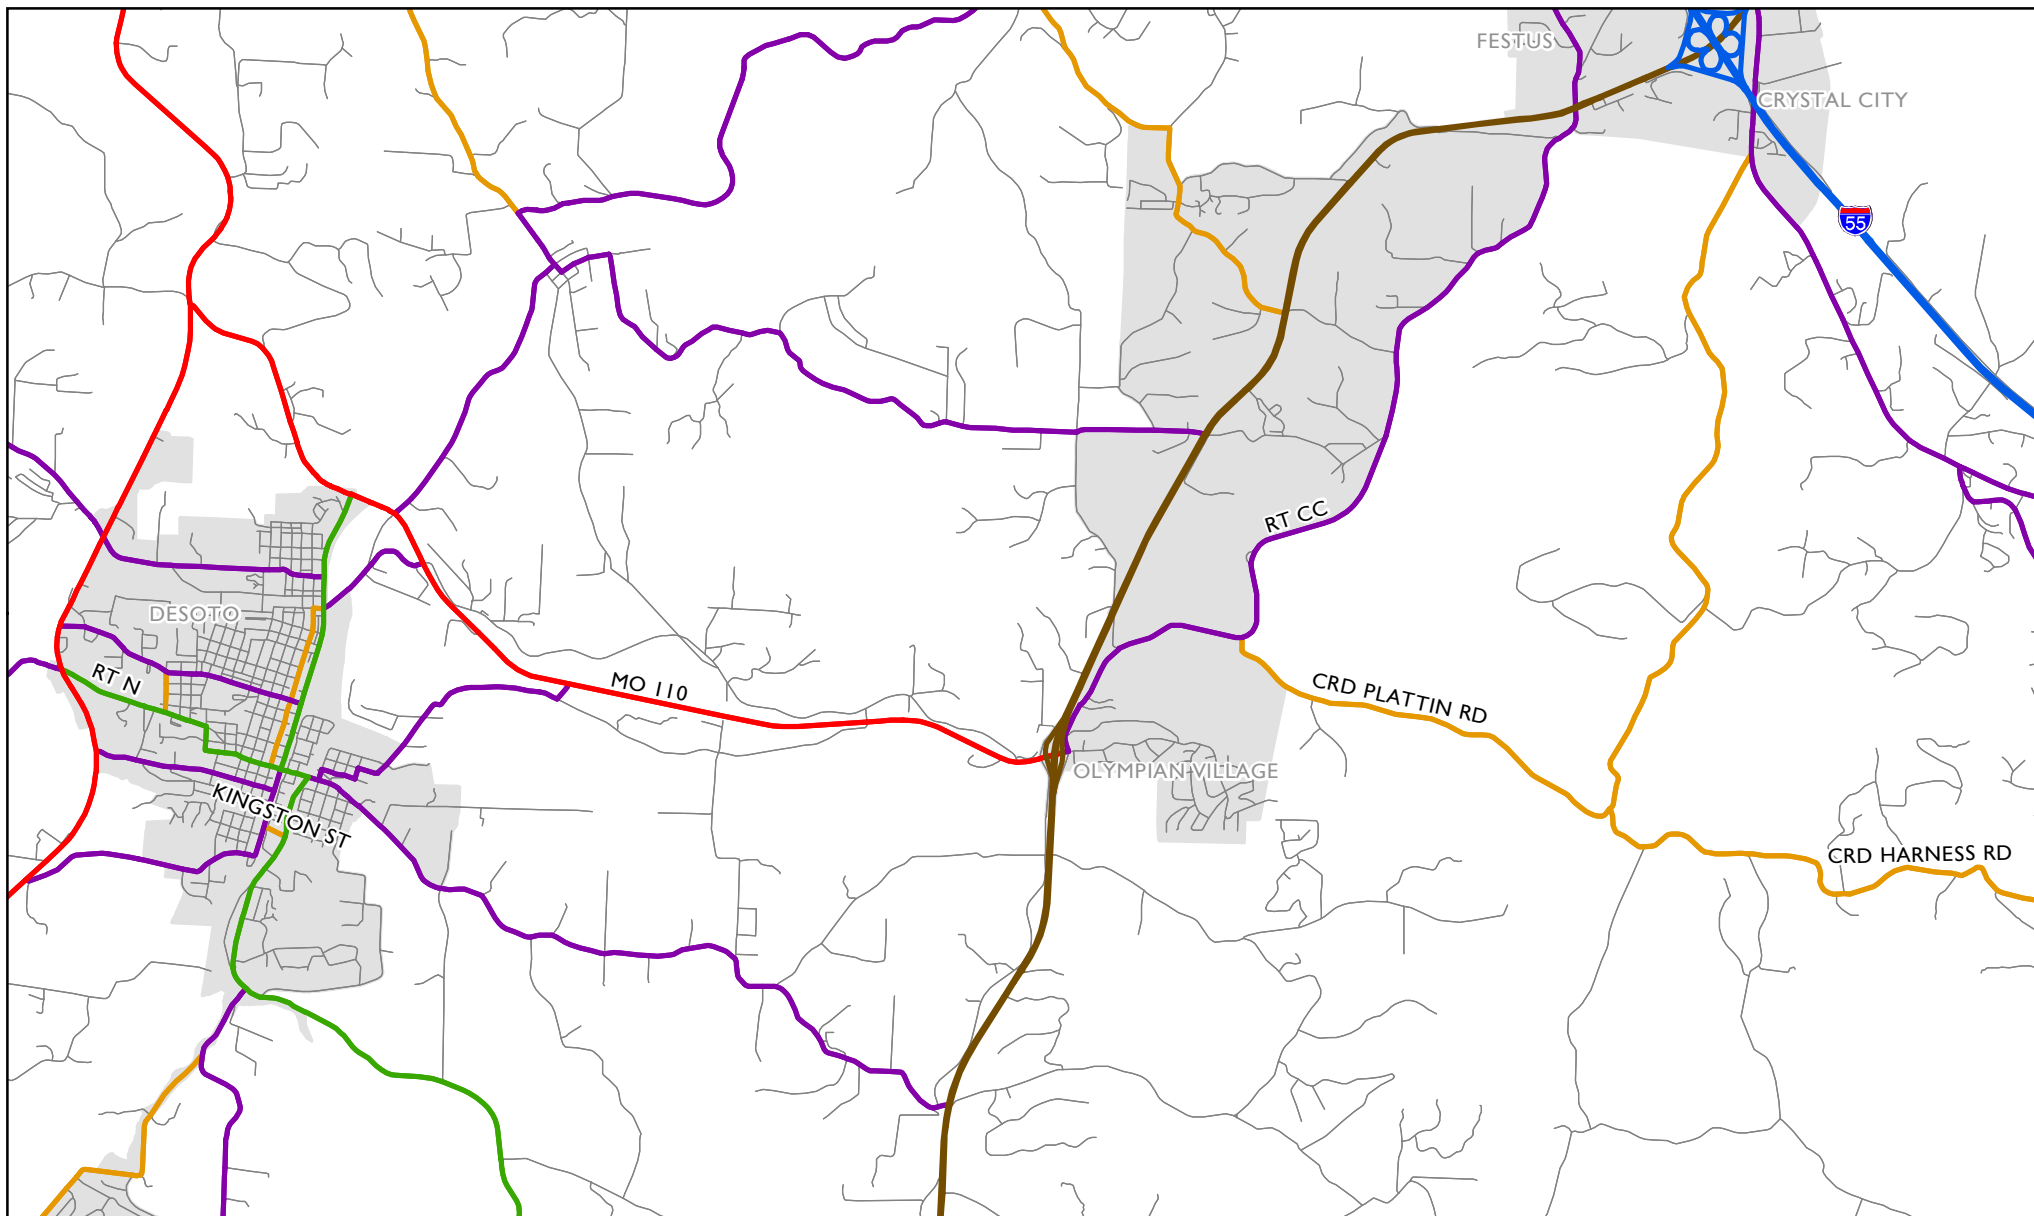 FESTUS
CRYSTAL CITY
55
RT CC
DESOTO
RT N
MO 110
CRD PLATTIN RD
OLYMPIAN VILLAGE
KINGSTON ST
CRD HARNESS RD